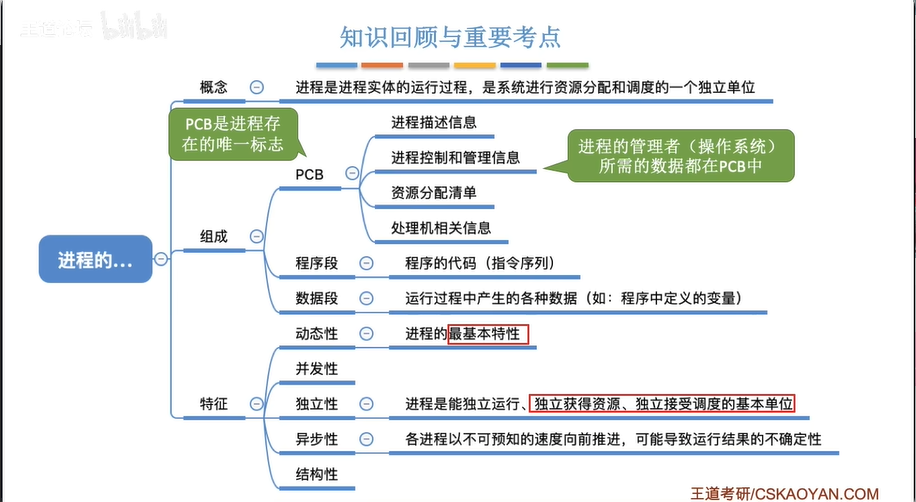 知识回顾与重要考点
概念
进程是进程实体的运行过程，是系统进行资源分配和调度的一个独立单位
PCB是进程存
在的唯一标志
进程描述信息
进程的管理者（操作系统）
所需的数据都在PCB中
进程控制和管理信息
PCB
资源分配清单
处理机相关信息
组成
进程的...
程序段
程序的代码（指令序列）
数据段
运行过程中产生的各种数据（如：程序中定义的变量）
动态性
进程的最基本特性
并发性
特征
独立性
进程是能独立运行、独立获得资源、独立接受调度的基本单位
异步性
各进程以不可预知的速度向前推进，可能导致运行结果的不确定性
结构性
王道考研/CSKAOYAN.COM